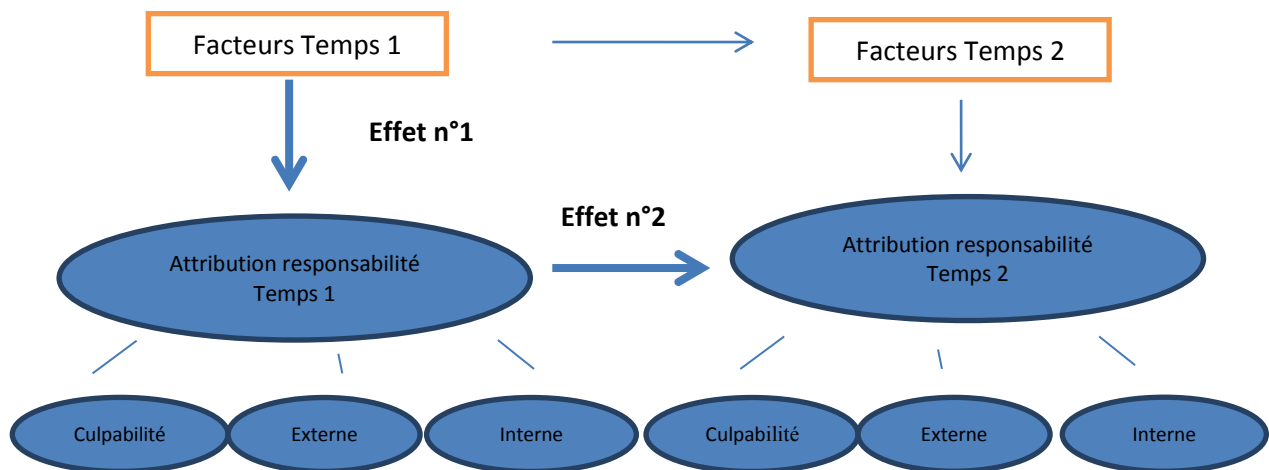 Facteurs Temps 1
Facteurs Temps 2
Effet n°1
Effet n°2
Attribution responsabilité
Temps 1
Attribution responsabilité
Temps 2
Culpabilité
Externe
Interne
Culpabilité
Externe
Interne